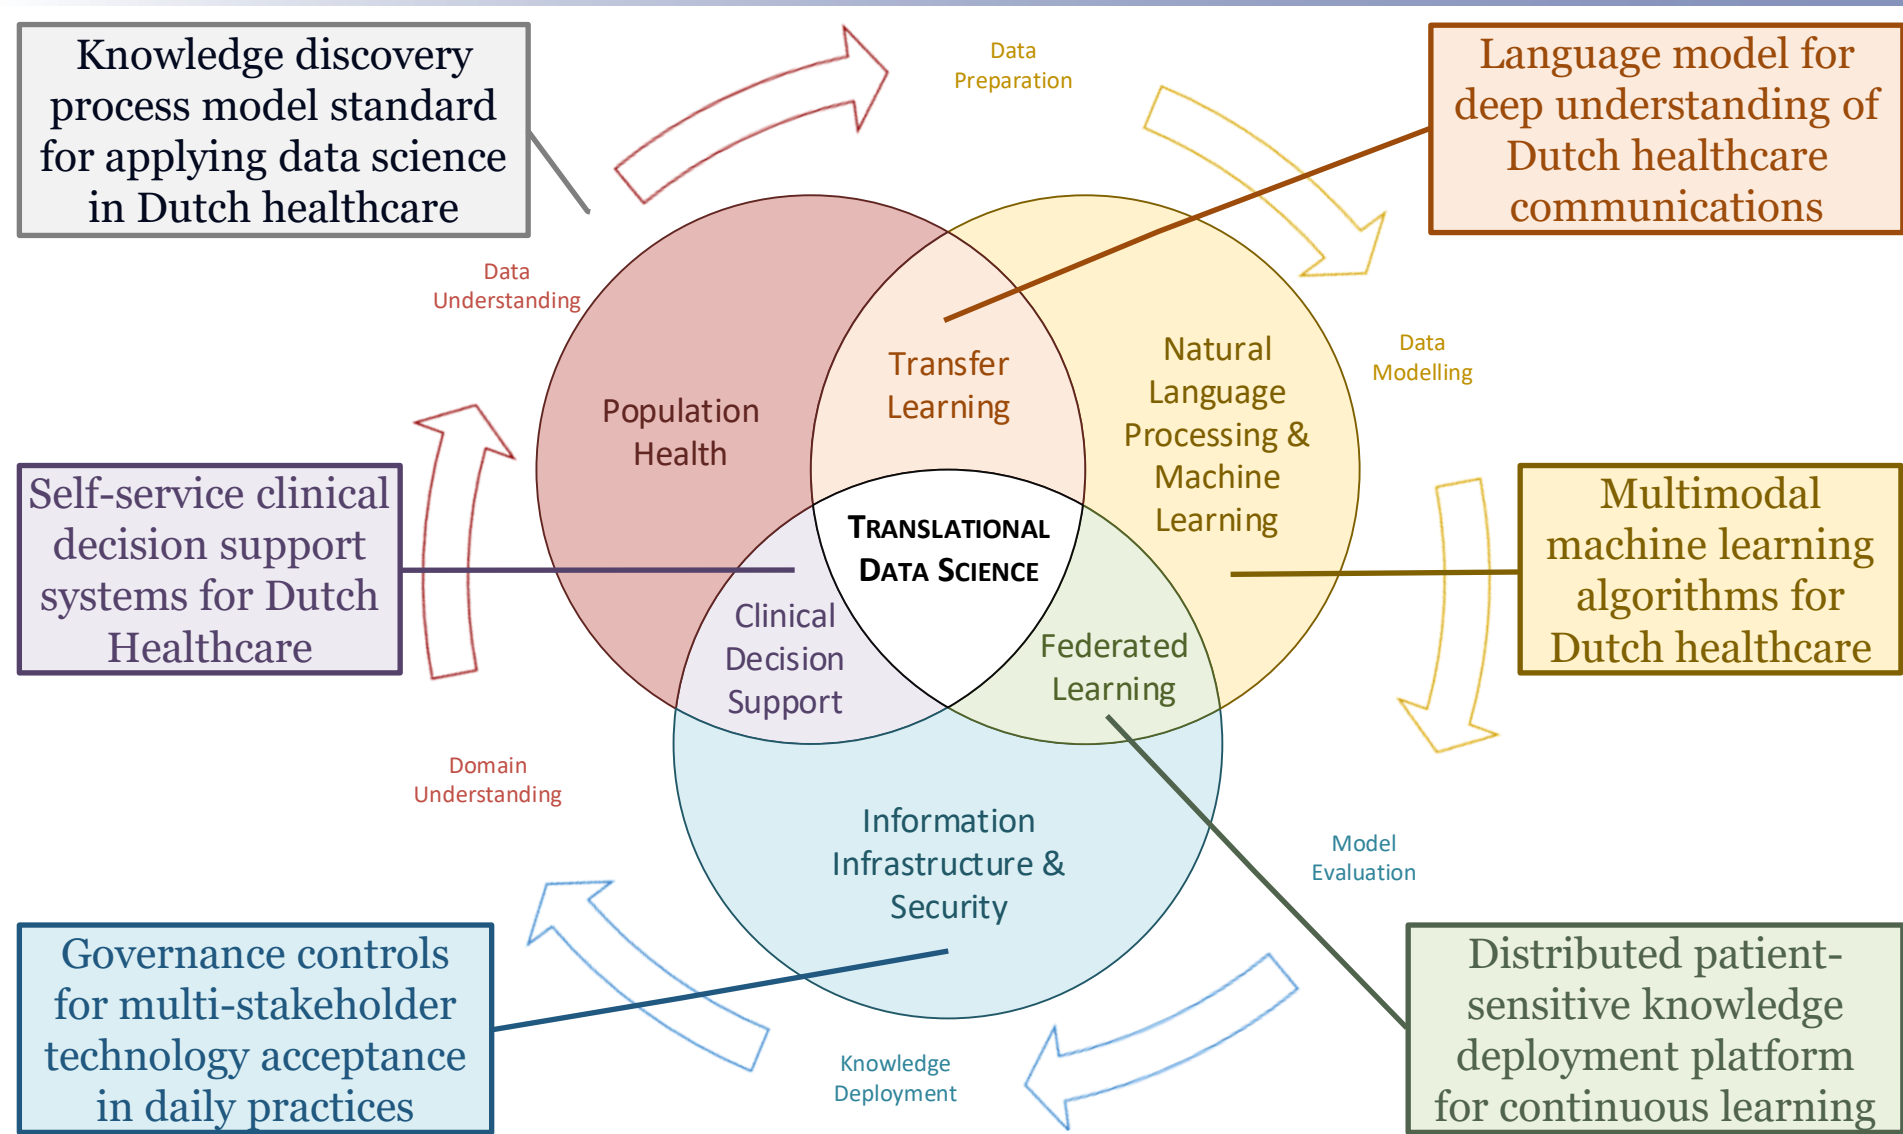 Knowledge discovery
process model standard
for applying data science
in Dutch healthcare
Data
Preparation
Language model for
deep understanding of
Dutch healthcare
communications
Data
Understanding
Transfer
Learning
Natural
Language
Processing &
Machine
Learning
Data
Modelling
Population
Health
Self-service clinical
decision support
systems for Dutch
Healthcare
TRANSLATIONAL
DATA SCIENCE
Multimodal
machine learning
algorithms for
Dutch healthcare
Clinical
Decision
Support
Federated
Learning
Domain
Understanding
Information
Infrastructure &
Security
Model
Evaluation
Governance controls
for multi-stakeholder
technology acceptance
in daily practices
Knowledge
Deployment
Distributed patient-
sensitive knowledge
deployment platform
for continuous learning